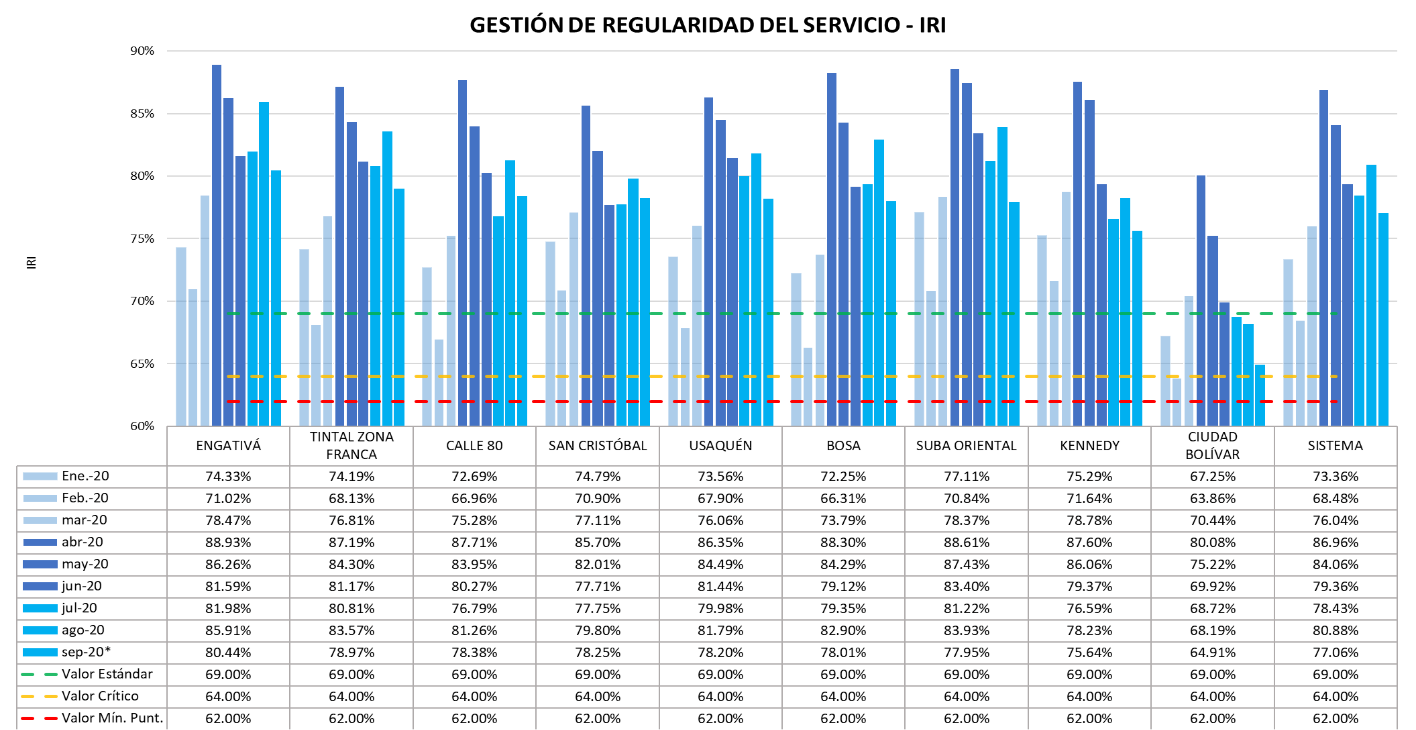 GESTIÓN DE REGULARIDAD DEL SERVICIO - IRI
90%
85%
80%
75%
70%
65%
60%
IRI
ENGATIVÁ TINTAL ZONA FRANCA CALLE 80 SAN CRISTÓBAL USAQUÉN BOSA SUBA ORIENTAL KENNEDY CIUDAD BOLÍVAR SISTEMA
Ene.-20 74.33% 74.19% 72.69% 74.79% 73.56% 72.25% 77.11% 75.29% 67.25% 73.36%
Feb.-20 71.02% 68.13% 66.96% 70.90% 67.90% 66.31% 70.84% 71.64% 63.86% 68.48%
mar-20 78.47% 76.81% 75.28% 77.11% 76.06% 73.79% 78.37% 78.78% 70.44% 76.04%
abr-20 88.93% 87.19% 87.71% 85.70% 86.35% 88.30% 88.61% 87.60% 80.08% 86.96%
may-20 86.26% 84.30% 83.95% 82.01% 84.49% 84.29% 87.43% 86.06% 75.22% 84.06%
jun-20 81.59% 81.17% 80.27% 77.71% 81.44% 79.12% 83.40% 79.37% 69.92% 79.36%
jul-20 81.98% 80.81% 76.79% 77.75% 79.98% 79.35% 81.22% 76.59% 68.72% 78.43%
ago-20 85.91% 83.57% 81.26% 79.80% 81.79% 82.90% 83.93% 78.23% 68.19% 80.88%
sep-20* 80.44% 78.97% 78.38% 78.25% 78.20% 78.01% 77.95% 75.64% 64.91% 77.06%
Valor Estándar 69.00% 69.00% 69.00% 69.00% 69.00% 69.00% 69.00% 69.00% 69.00% 69.00%
Valor Crítico 64.00% 64.00% 64.00% 64.00% 64.00% 64.00% 64.00% 64.00% 64.00% 64.00%
Valor Mín. Punt. 62.00% 62.00% 62.00% 62.00% 62.00% 62.00% 62.00% 62.00% 62.00% 62.00%